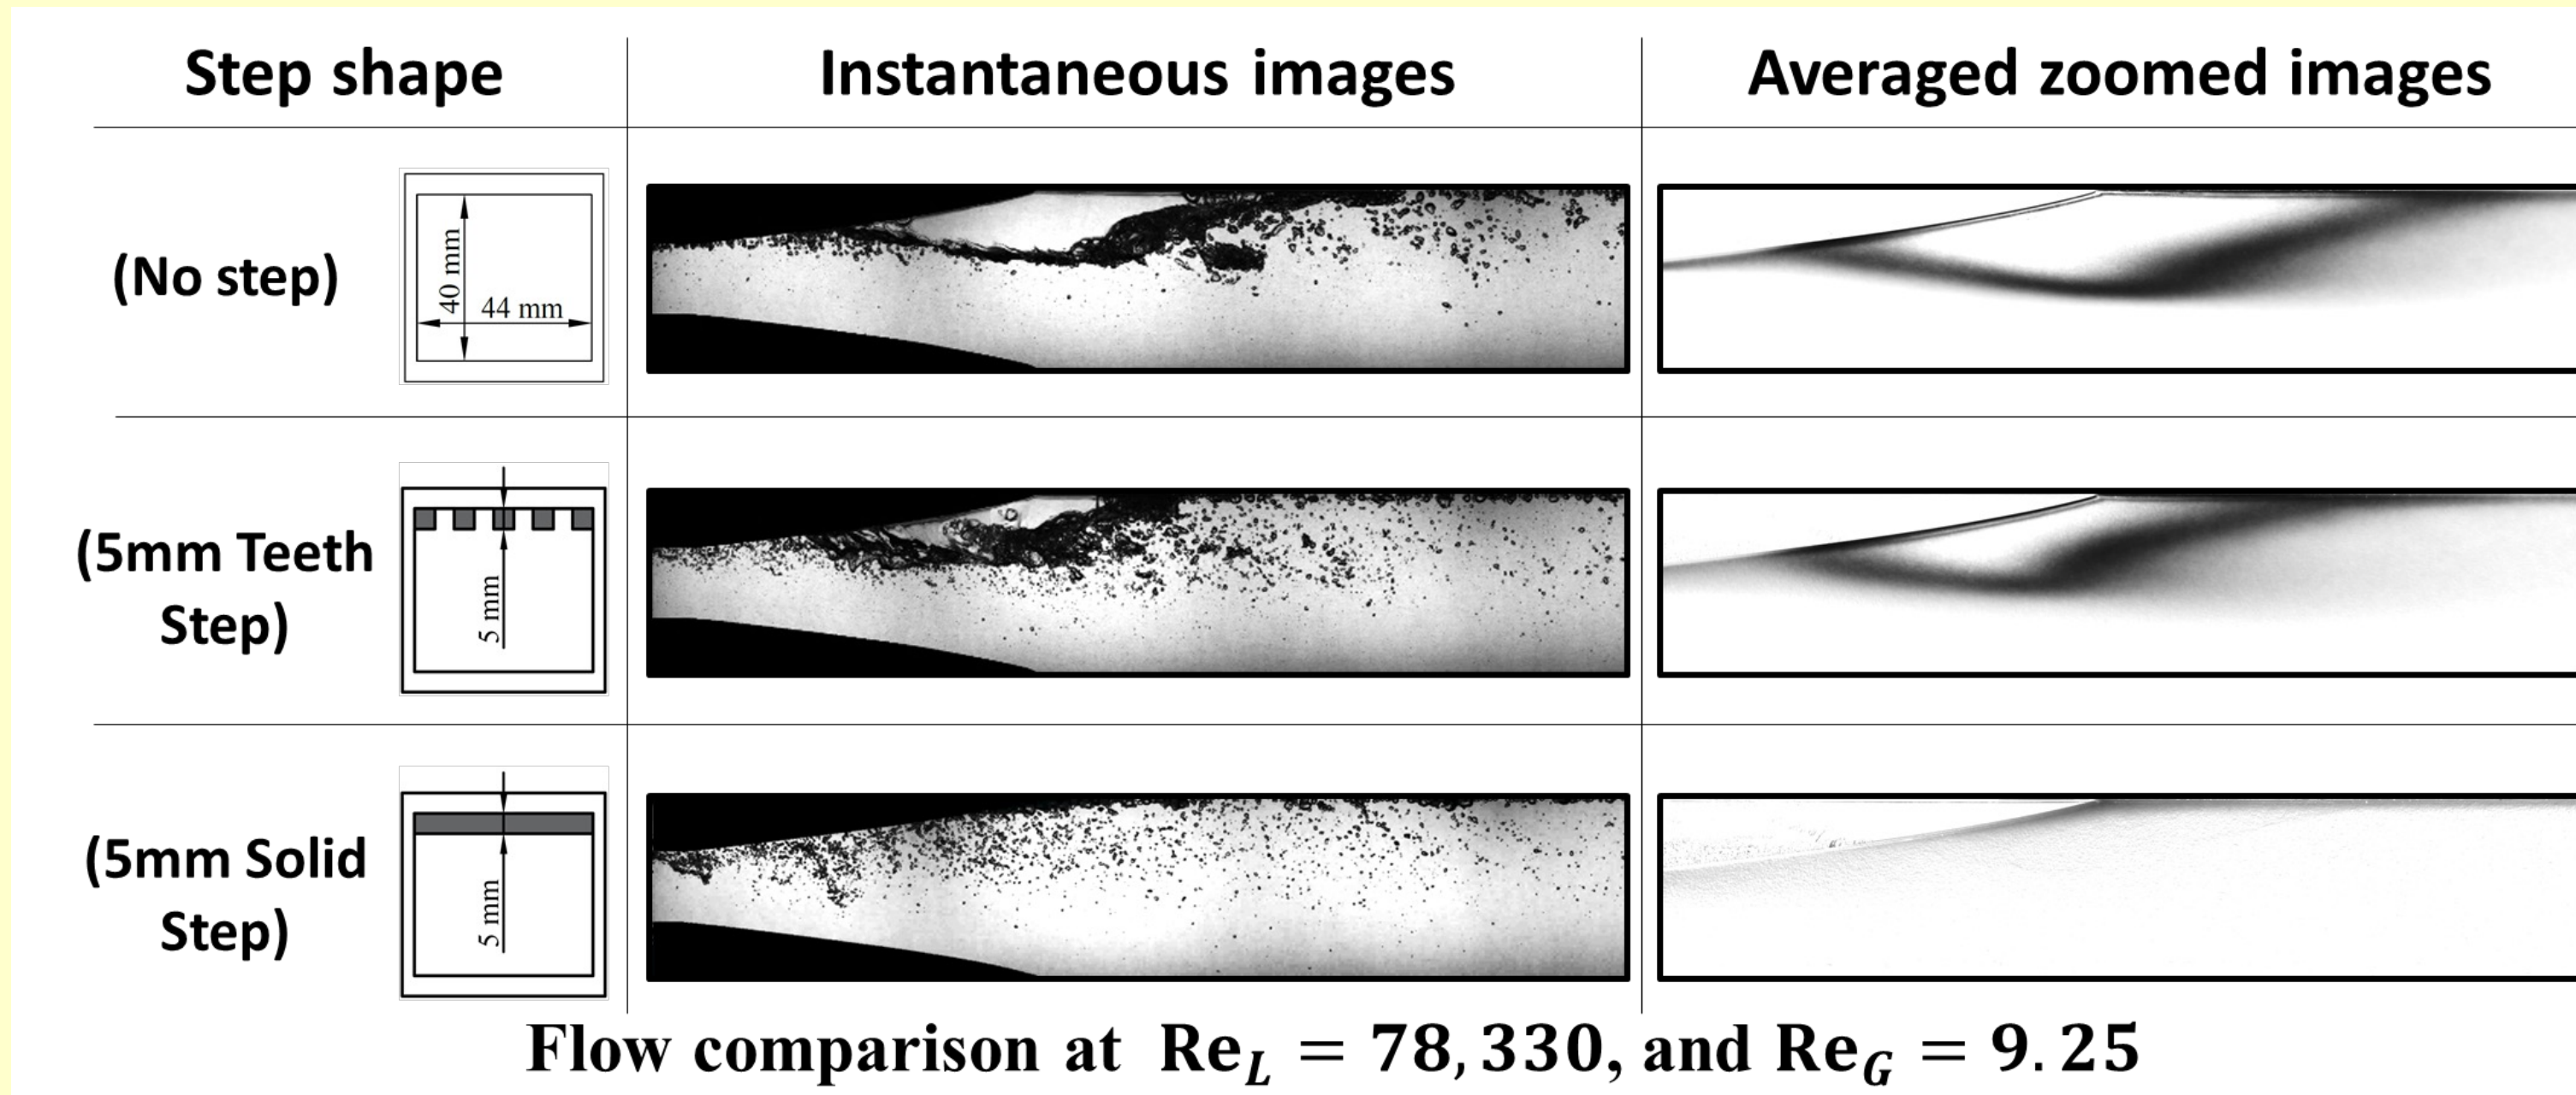 Step shape
Instantaneous images
Averaged zoomed images
(No step)
40 mm
44 mm
(5mm Teeth
Step)
5 mm
(5mm Solid
Step)
5 mm
Flow comparison at Re_L = 78,330, and Re_G = 9.25